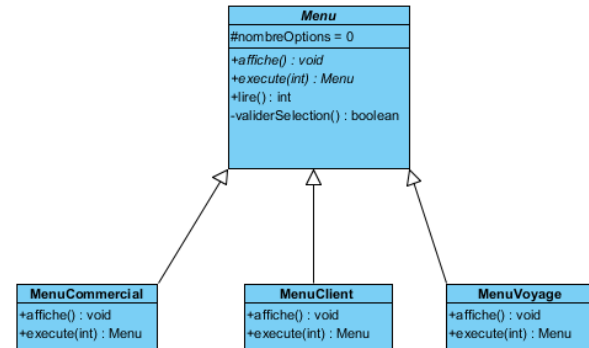 Menu
#nombreOptions = 0
+affiche() : void
+execute(int) : Menu
+lire() : int
-validerSelection() : boolean
MenuCommercial
+affiche() : void
+execute(int) : Menu
MenuClient
+affiche() : void
+execute(int) : Menu
MenuVoyage
+affiche() : void
+execute(int) : Menu